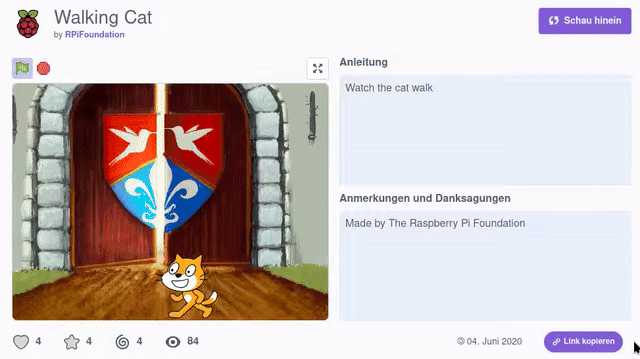 Walking Cat
by RPiFoundation
Schau hinein
Anleitung
Watch the cat walk
Anmerkungen und Danksagungen
Made by The Raspberry Pi Foundation
4
4
4
84
© 04. Juni 2020
Link kopieren